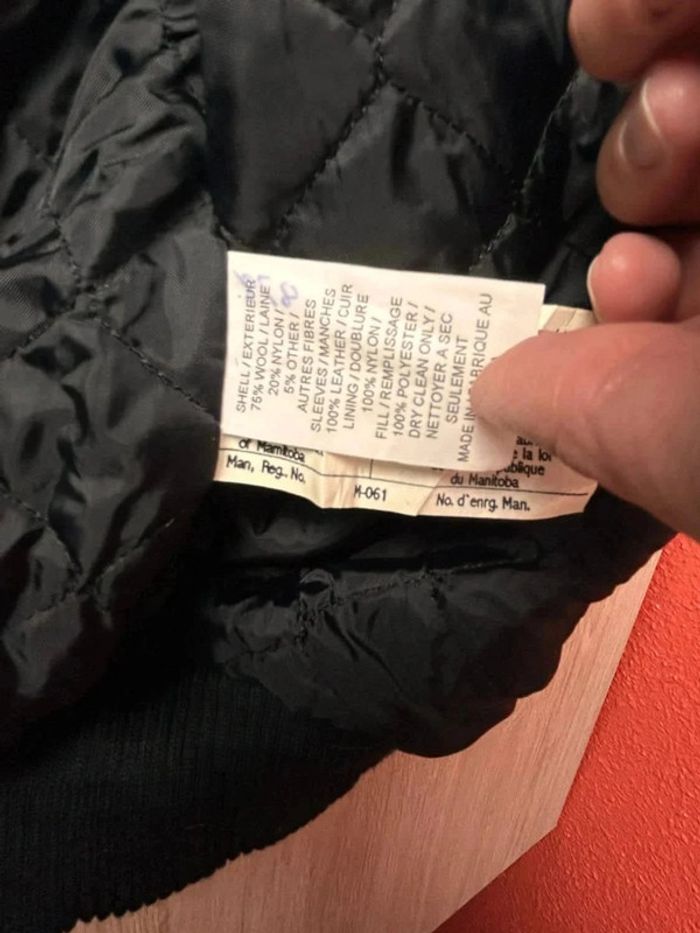 SHELL / EXTERIEUR
75% WOOL / LAINE
20% NYLON /
5% OTHER /
AUTRES FIBRES
SLEEVES / MANCHES
100% LEATHER / CUIR
LINING / DOUBLURE
100% NYLON /
FILL / REMPLISSAGE
100% POLYESTER /
DRY CLEAN ONLY /
NETTOYER A SEC
SEULEMENT
MADE IN
AU
of Manitoba
Man, Reg. No.
M-061
la loi
publique
du Manitoba
No. d'enrg. Man.